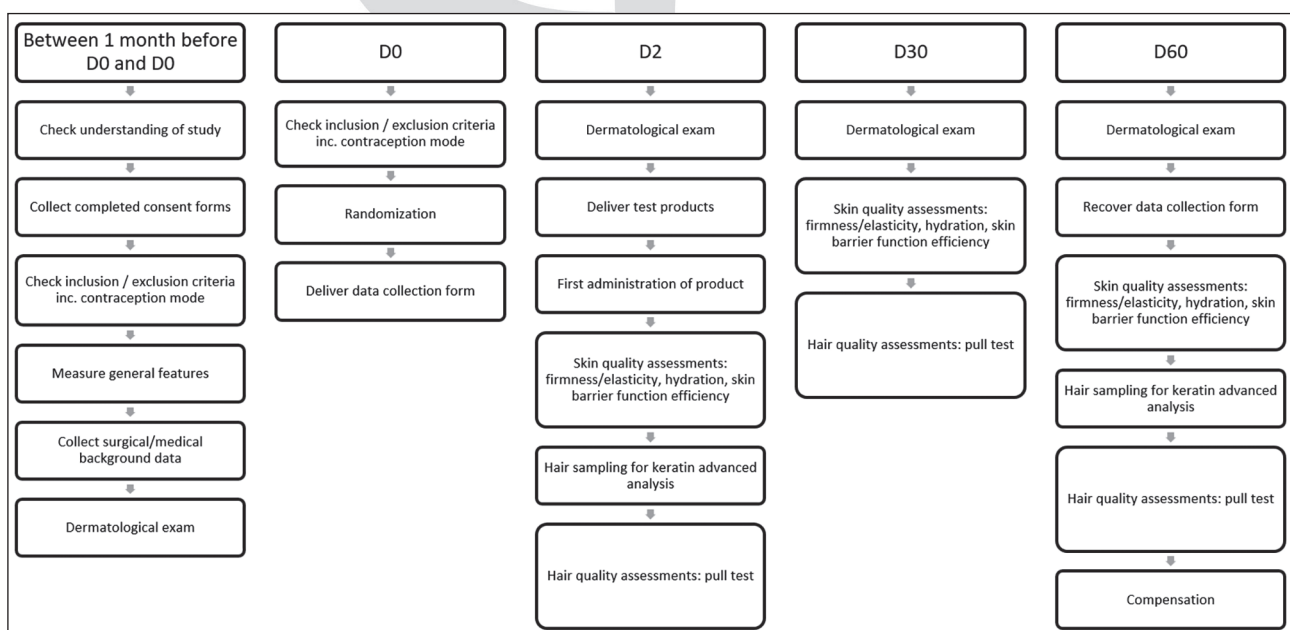 Between 1 month before
D0 and D0
Check understanding of study
Collect completed consent forms
Check inclusion / exclusion criteria
inc. contraception mode
Measure general features
Collect surgical/medical
background data
Dermatological exam
D0
Check inclusion / exclusion criteria
inc. contraception mode
Randomization
Deliver data collection form
D2
Dermatological exam
Deliver test products
First administration of product
Skin quality assessments:
firmness/elasticity, hydration, skin
barrier function efficiency
Hair sampling for keratin advanced
analysis
Hair quality assessments: pull test
D30
Dermatological exam
Skin quality assessments:
firmness/elasticity, hydration, skin
barrier function efficiency
Hair quality assessments: pull test
D60
Dermatological exam
Recover data collection form
Skin quality assessments:
firmness/elasticity, hydration, skin
barrier function efficiency
Hair sampling for keratin advanced
analysis
Hair quality assessments: pull test
Compensation